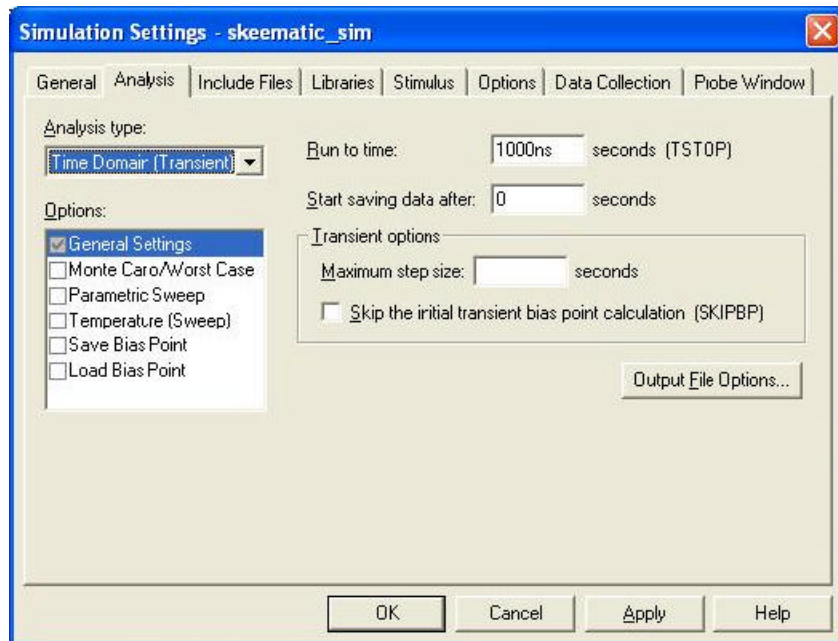 Simulation Settings - skeematic_sim
General Analysis Include Files Libraries Stimulus Options Data Collection Probe Window
Analysis type:
Time Domair (Transient)
Run to time: 1000ns seconds (TSTOP)
Start saving data after: 0 seconds
Options:
General Settings
Monte Caro/Worst Case
Parametric Sweep
Temperature (Sweep)
Save Bias Point
Load Bias Point
Transient options
Maximum step size: seconds
Skip the initial transient bias point calculation (SKIPBP)
Output File Options...
OK Cancel Apply Help